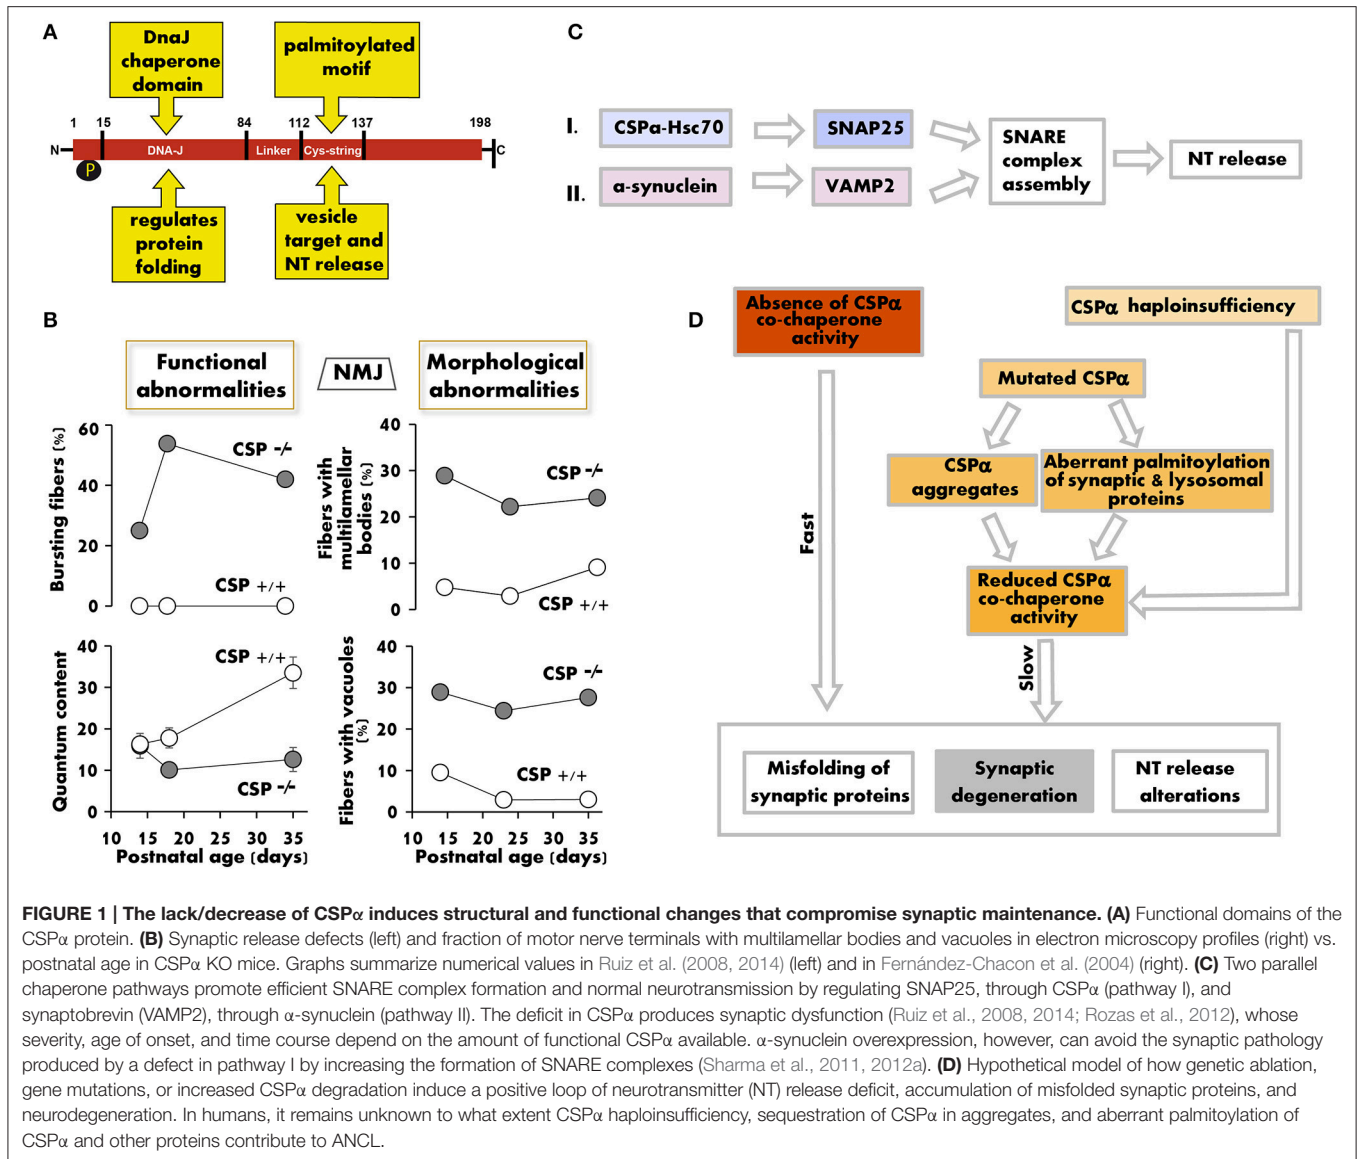 A
DnaJ
chaperone
domain
palmitoylated
motif
1 15 84 112 137 198
N
DNA-J
Linker
Cys-string
C
P
regulates
protein
folding
vesicle
target and
NT release
B
Functional
abnormalities
NMJ
Morphological
abnormalities
Bursting fibers (%)
60
40
20
0
CSP -/-
CSP +/+
Fibers with
multilamellar
bodies (%)
40
30
20
10
0
CSP -/-
CSP +/+
Quantum content
40
30
20
10
0
CSP +/+
CSP -/-
10 15 20 25 30 35
Postnatal age (days)
Fibers with vacuoles
(%)
40
30
20
10
0
CSP -/-
CSP +/+
10 15 20 25 30 35
Postnatal age (days)
C
I.
CSPα-Hsc70
SNAP25
II.
α-synuclein
VAMP2
SNARE
complex
assembly
NT release
D
Absence of CSPα
co-chaperone
activity
CSPα haploinsufficiency
Mutated CSPα
CSPα
aggregates
Aberrant palmitoylation
of synaptic & lysosomal
proteins
Fast
Reduced CSPα
co-chaperone
activity
Slow
Misfolding of
synaptic proteins
Synaptic
degeneration
NT release
alterations
FIGURE 1 | The lack/decrease of CSPα induces structural and functional changes that compromise synaptic maintenance. (A) Functional domains of the
CSPα protein. (B) Synaptic release defects (left) and fraction of motor nerve terminals with multilamellar bodies and vacuoles in electron microscopy profiles (right) vs.
postnatal age in CSPα KO mice. Graphs summarize numerical values in Ruiz et al. (2008, 2014) (left) and in Fernández-Chacon et al. (2004) (right). (C) Two parallel
chaperone pathways promote efficient SNARE complex formation and normal neurotransmission by regulating SNAP25, through CSPα (pathway I), and
synaptobrevin (VAMP2), through α-synuclein (pathway II). The deficit in CSPα produces synaptic dysfunction (Ruiz et al., 2008, 2014; Rozas et al., 2012), whose
severity, age of onset, and time course depend on the amount of functional CSPα available. α-synuclein overexpression, however, can avoid the synaptic pathology
produced by a defect in pathway I by increasing the formation of SNARE complexes (Sharma et al., 2011, 2012a). (D) Hypothetical model of how genetic ablation,
gene mutations, or increased CSPα degradation induce a positive loop of neurotransmitter (NT) release deficit, accumulation of misfolded synaptic proteins, and
neurodegeneration. In humans, it remains unknown to what extent CSPα haploinsufficiency, sequestration of CSPα in aggregates, and aberrant palmitoylation of
CSPα and other proteins contribute to ANCL.